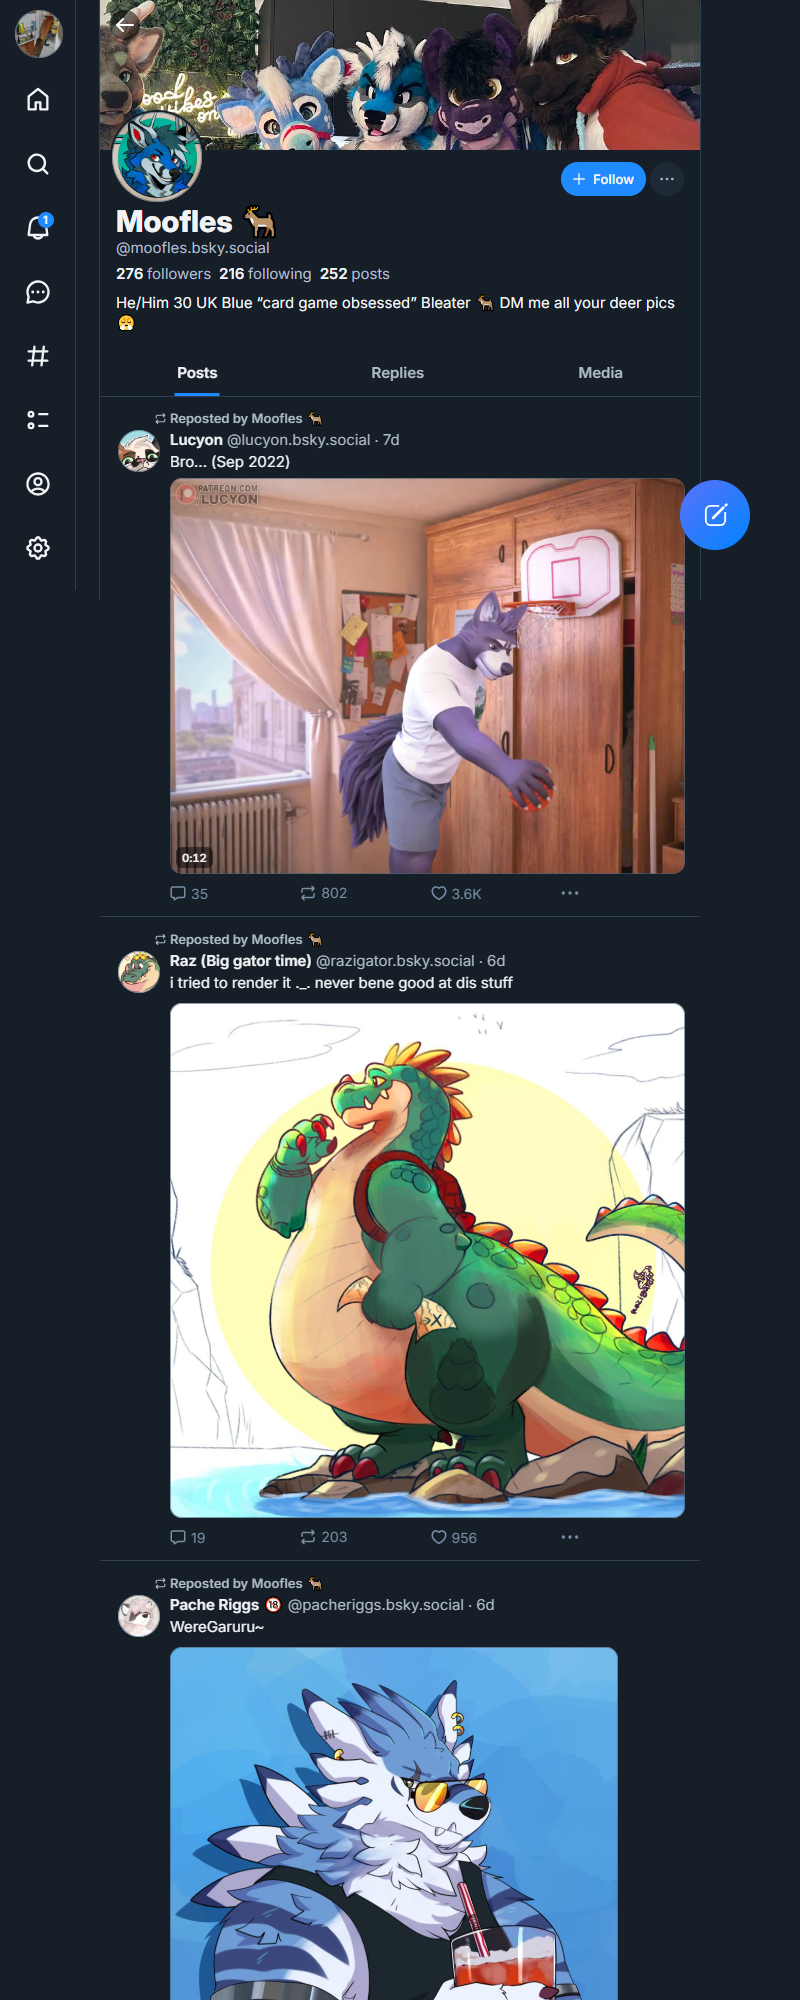 good
vibes
on
Follow
Moofles 🦌
@moofles.bsky.social
276 followers 216 following 252 posts
He/Him 30 UK Blue “card game obsessed” Bleater 🦌 DM me all your deer pics
😤
1
Posts Replies Media
Reposted by Moofles 🦌
Lucyon @lucyon.bsky.social · 7d
Bro... (Sep 2022)
PATREON.COM
LUCYON
0:12
35 802 3.6K
Reposted by Moofles 🦌
Raz (Big gator time) @razigator.bsky.social · 6d
i tried to render it ._. never bene good at dis stuff
X
19 203 956
Reposted by Moofles 🦌
Pache Riggs 🔞 @pacheriggs.bsky.social · 6d
WereGaruru~